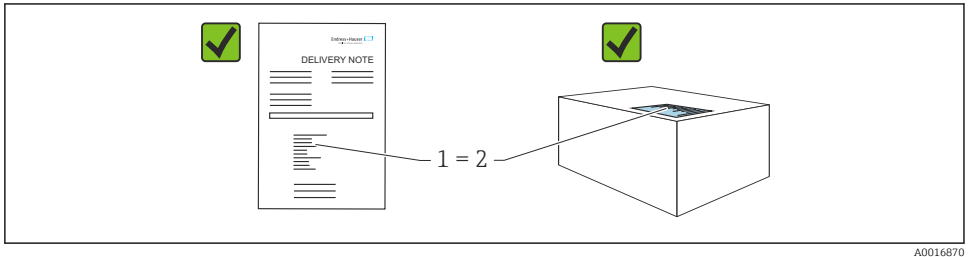 Endress+Hauser
DELIVERY NOTE
1 = 2
A0016870